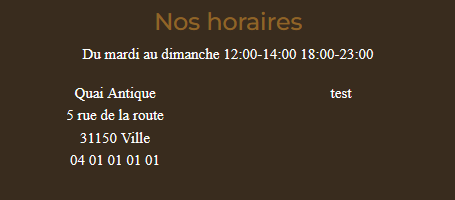 Nos horaires
Du mardi au dimanche 12:00-14:00 18:00-23:00
Quai Antique
5 rue de la route
31150 Ville
04 01 01 01 01
test